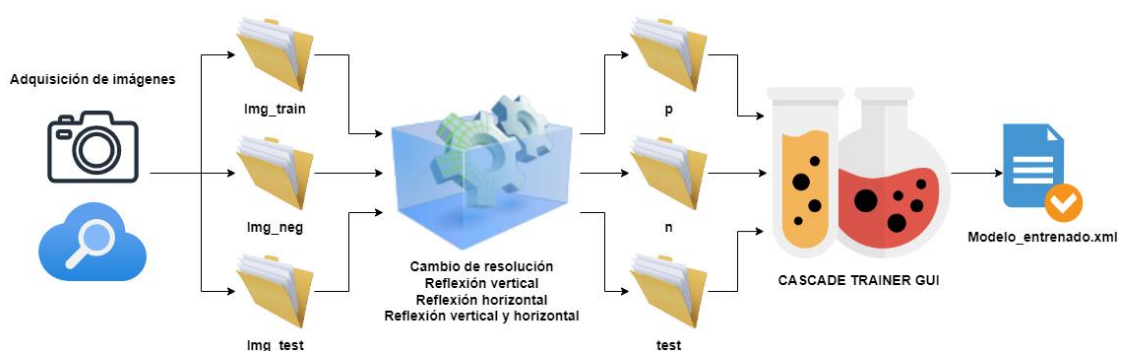 Adquisición de imágenes
Img_train
Img_neg
Img_test
Cambio de resolución
Reflexión vertical
Reflexión horizontal
Reflexión vertical y horizontal
p
n
test
CASCADE TRAINER GUI
Modelo_entrenado.xml